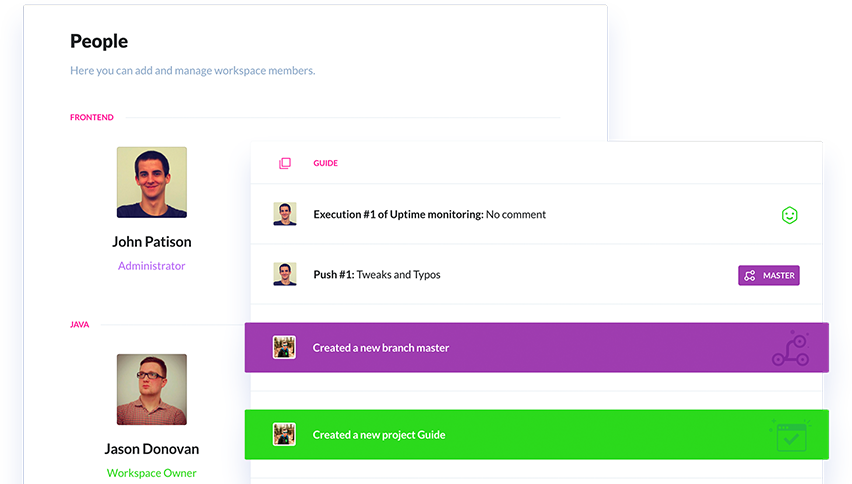 People
Here you can add and manage workspace members.
FRONTEND
John Patison
Administrator
JAVA
Jason Donovan
Workspace Owner
GUIDE
Execution #1 of Uptime monitoring: No comment
Push #1: Tweaks and Typos
MASTER
Created a new branch master
Created a new project Guide